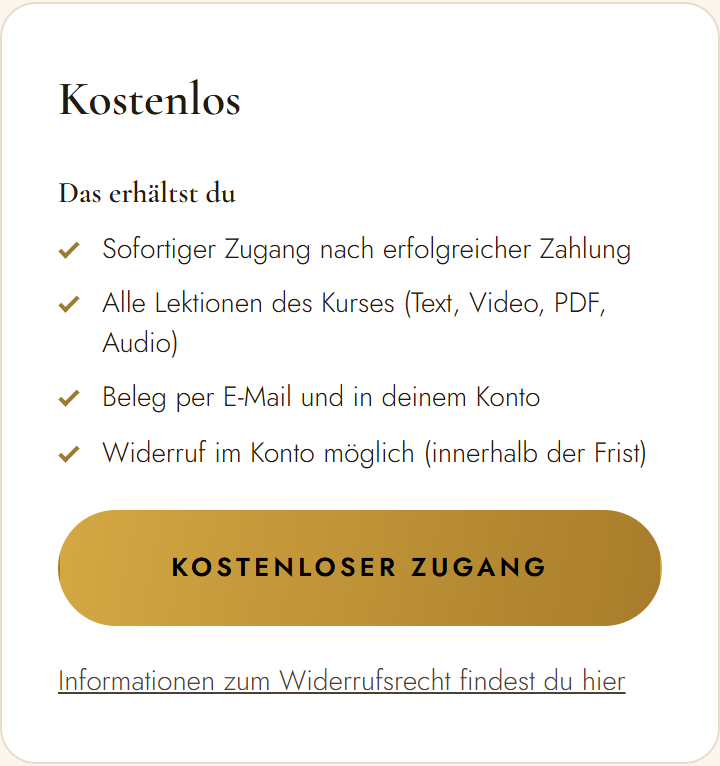 Kostenlos
Das erhältst du
Sofortiger Zugang nach erfolgreicher Zahlung
Alle Lektionen des Kurses (Text, Video, PDF,
Audio)
Beleg per E-Mail und in deinem Konto
Widerruf im Konto möglich (innerhalb der Frist)
KOSTENLOSER ZUGANG
Informationen zum Widerrufsrecht findest du hier